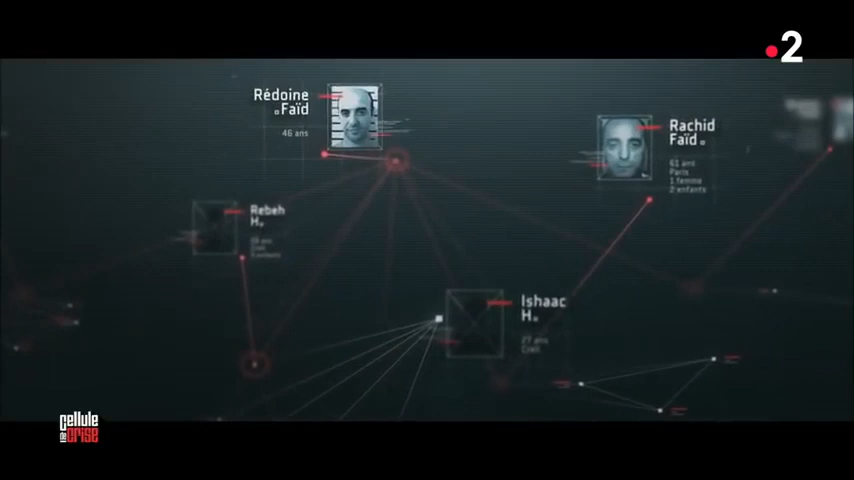 2
Rédoine
Faïd
46 ans
Rachid
Faïd
61 ans
Paris
1 femme
2 enfants
Rebeh
H.
Ishaac
H.
27 ans
Creil
Cellule
de crise